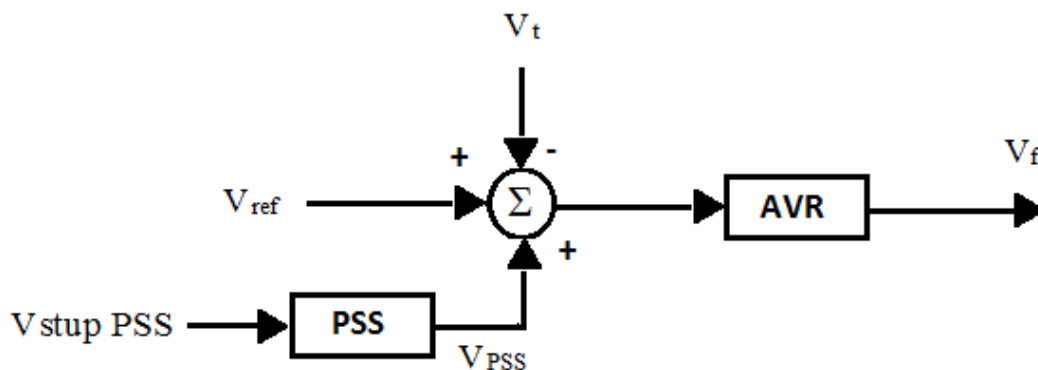 Vt
+
-
Vref
Σ
AVR
Vf
+
Vstup PSS
PSS
VPSS